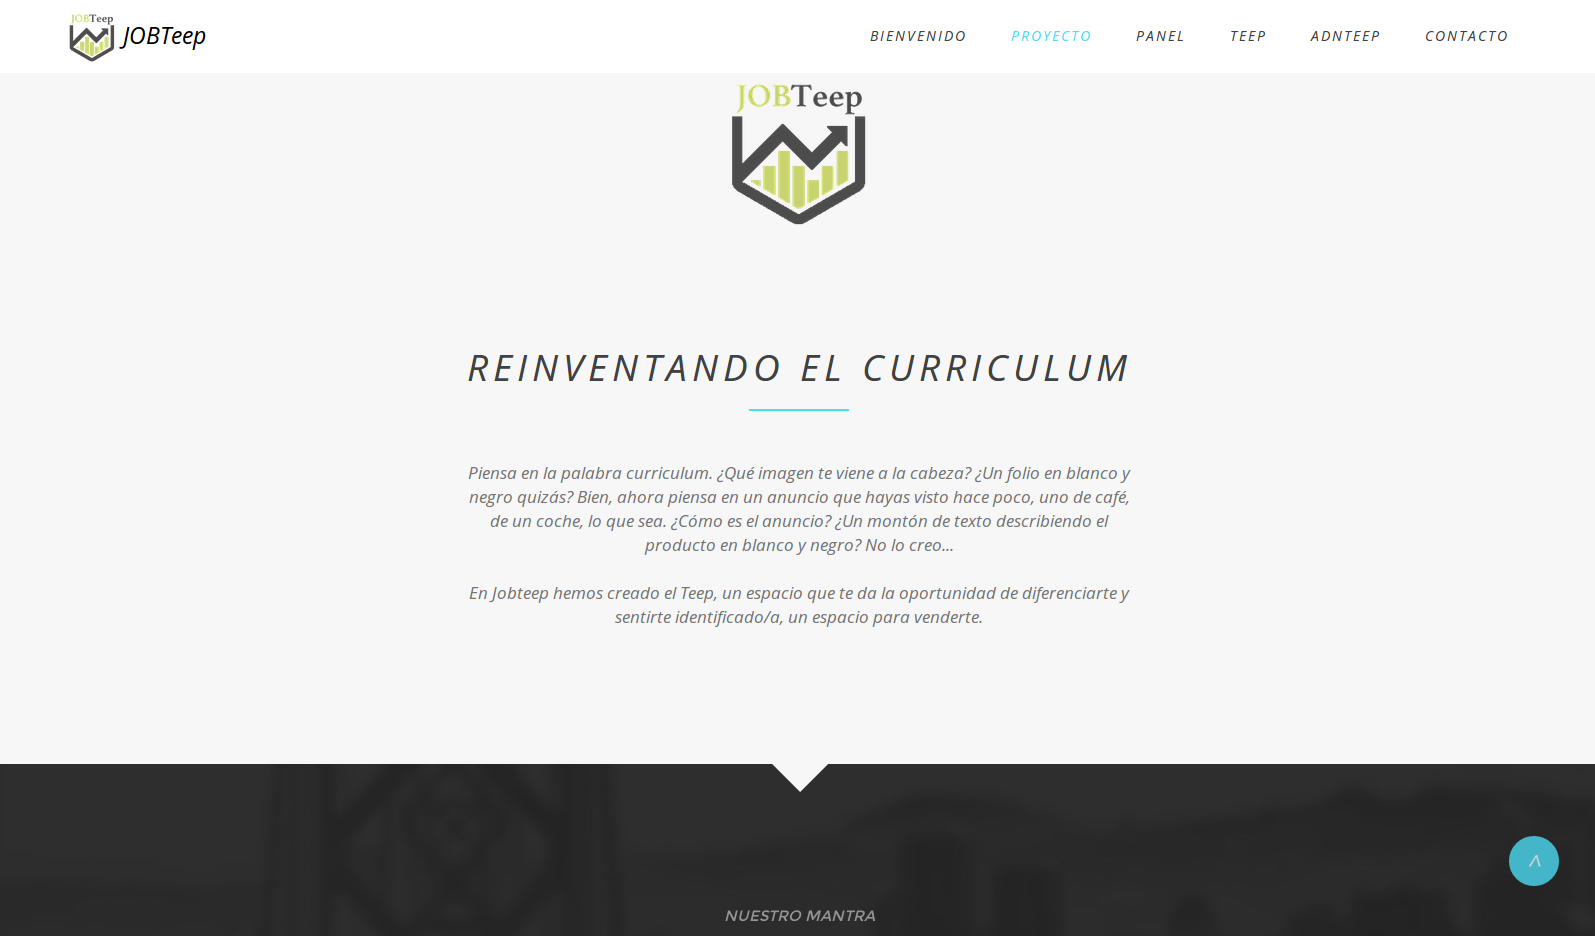 JOBTeep
JOBTeep
BIENVENIDO
PROYECTO
PANEL
TEEP
ADNTEEP
CONTACTO
JOBTeep
REINVENTANDO EL CURRICULUM
Piensa en la palabra curriculum. ¿Qué imagen te viene a la cabeza? ¿Un folio en blanco y
negro quizás? Bien, ahora piensa en un anuncio que hayas visto hace poco, uno de café,
de un coche, lo que sea. ¿Cómo es el anuncio? ¿Un montón de texto describiendo el
producto en blanco y negro? No lo creo...
En Jobteep hemos creado el Teep, un espacio que te da la oportunidad de diferenciarte y
sentirte identificado/a, un espacio para venderte.
NUESTRO MANTRA